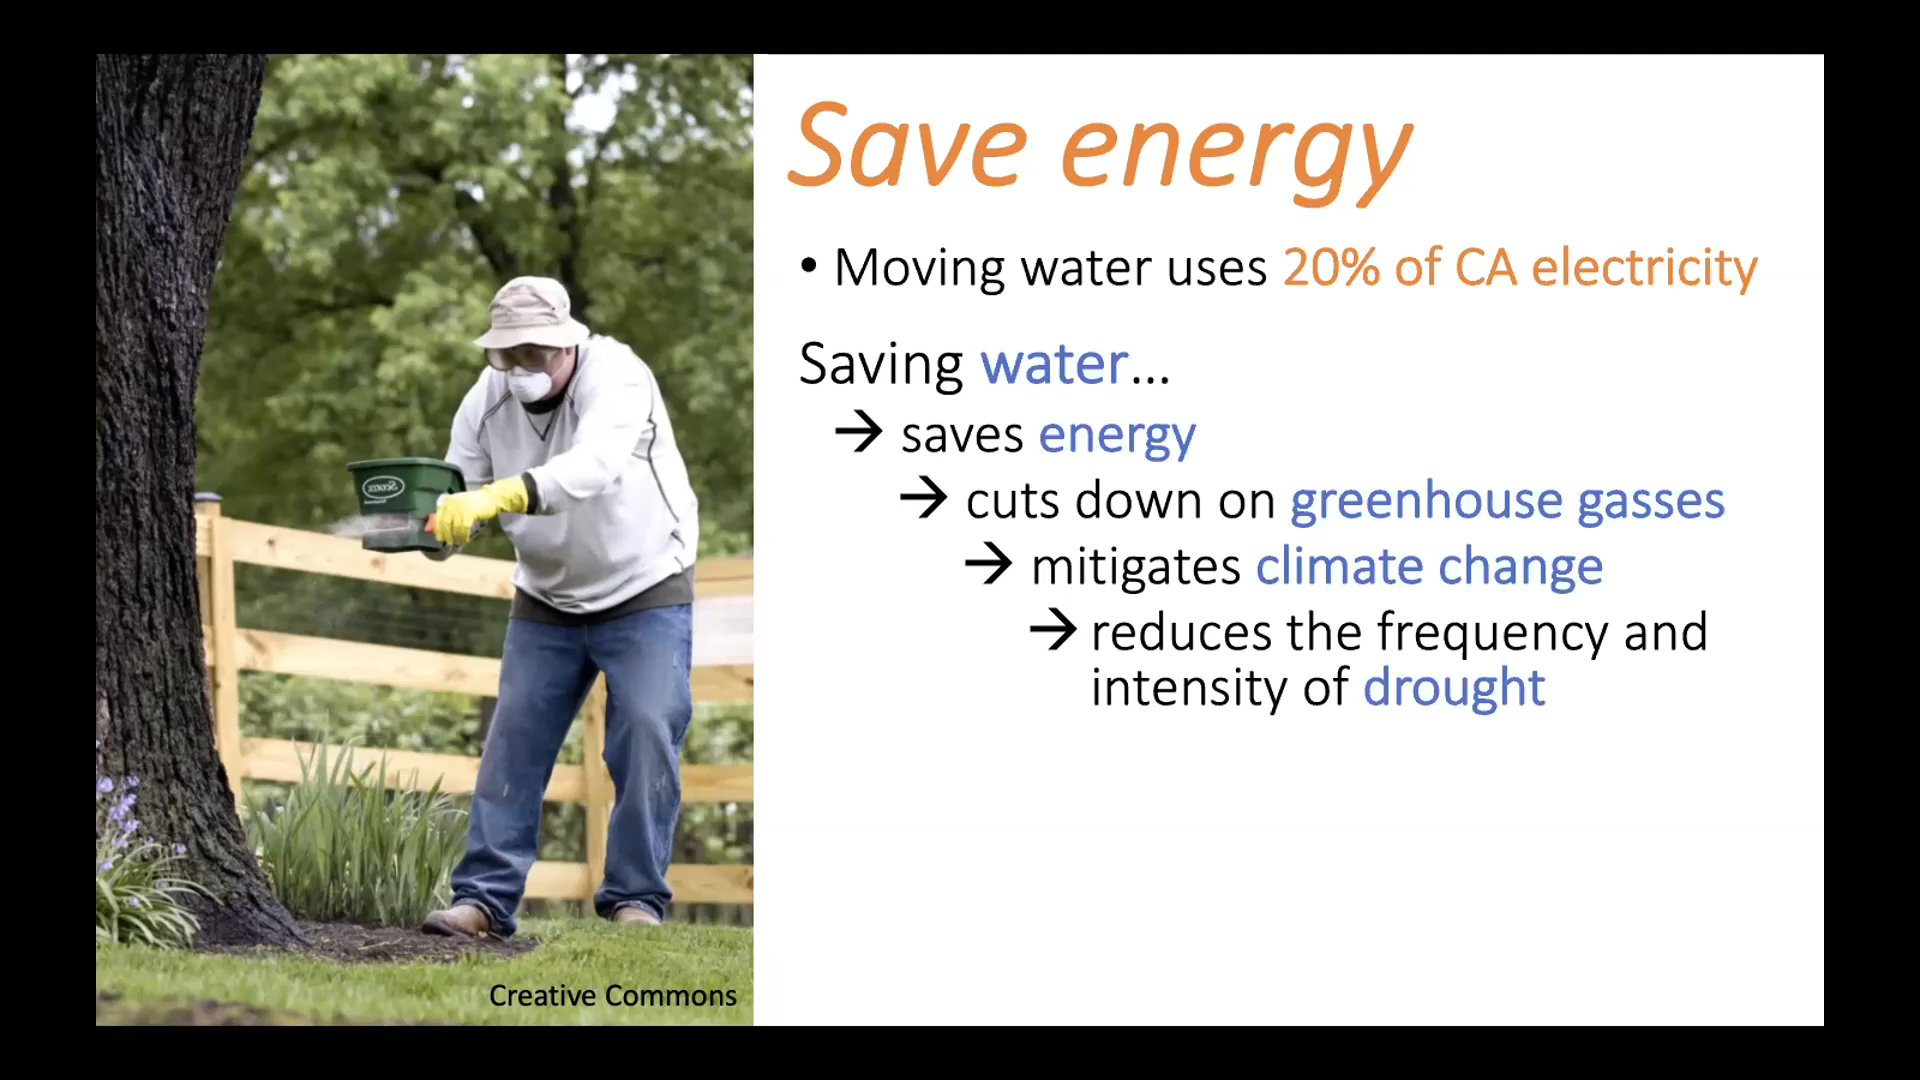 Save energy
• Moving water uses 20% of CA electricity
Saving water...
→ saves energy
→ cuts down on greenhouse gasses
→ mitigates climate change
→ reduces the frequency and
intensity of drought
Scotts
Creative Commons